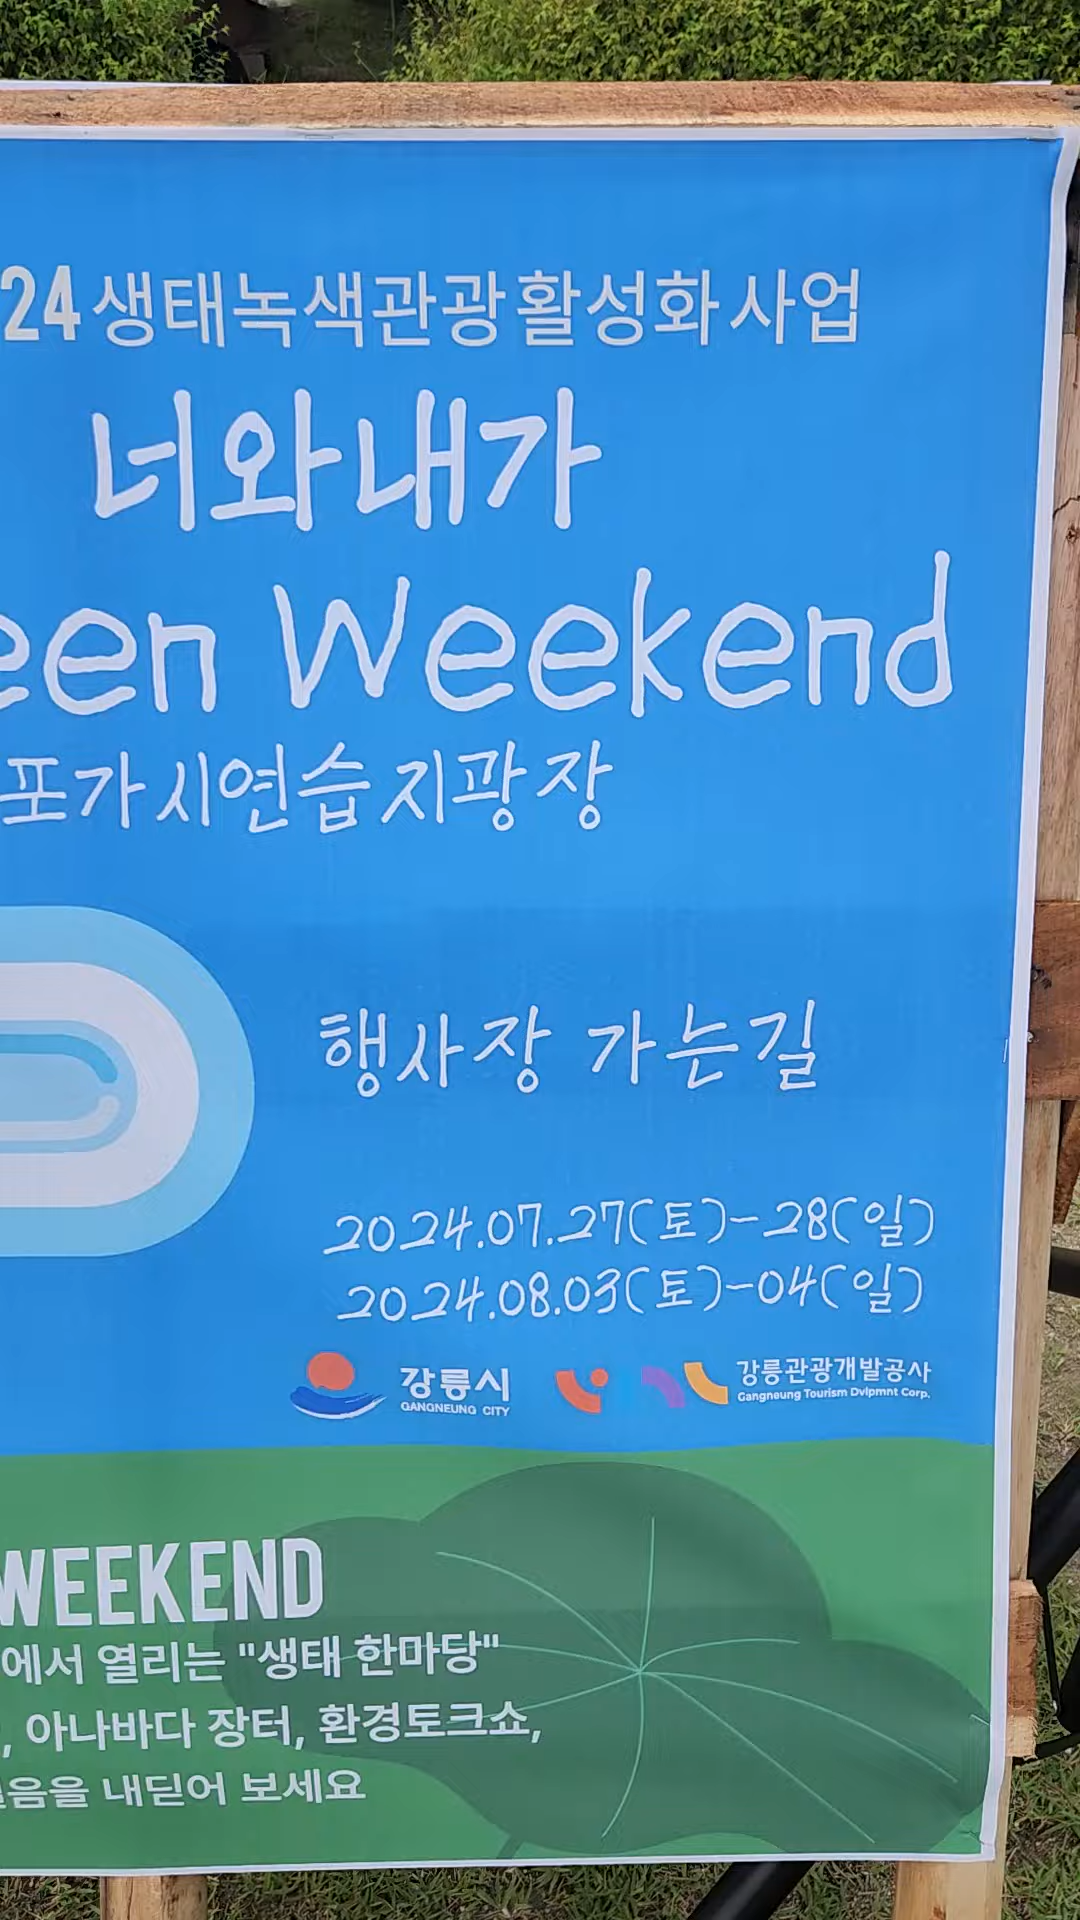 24 생태녹색관광 활성화 사업
너와내가
een Weekend
포가시연습지광장
행사장 가는길
2024.07.27(토)-28(일)
2024.08.03(토)-04(일)
강릉시
GANGNEUNG CITY
강릉관광개발공사
Gangneung Tourism Dvlpmnt Corp.
WEEKEND
에서 열리는 "생태 한마당"
, 아나바다 장터, 환경토크쇼,
음을 내딛어 보세요